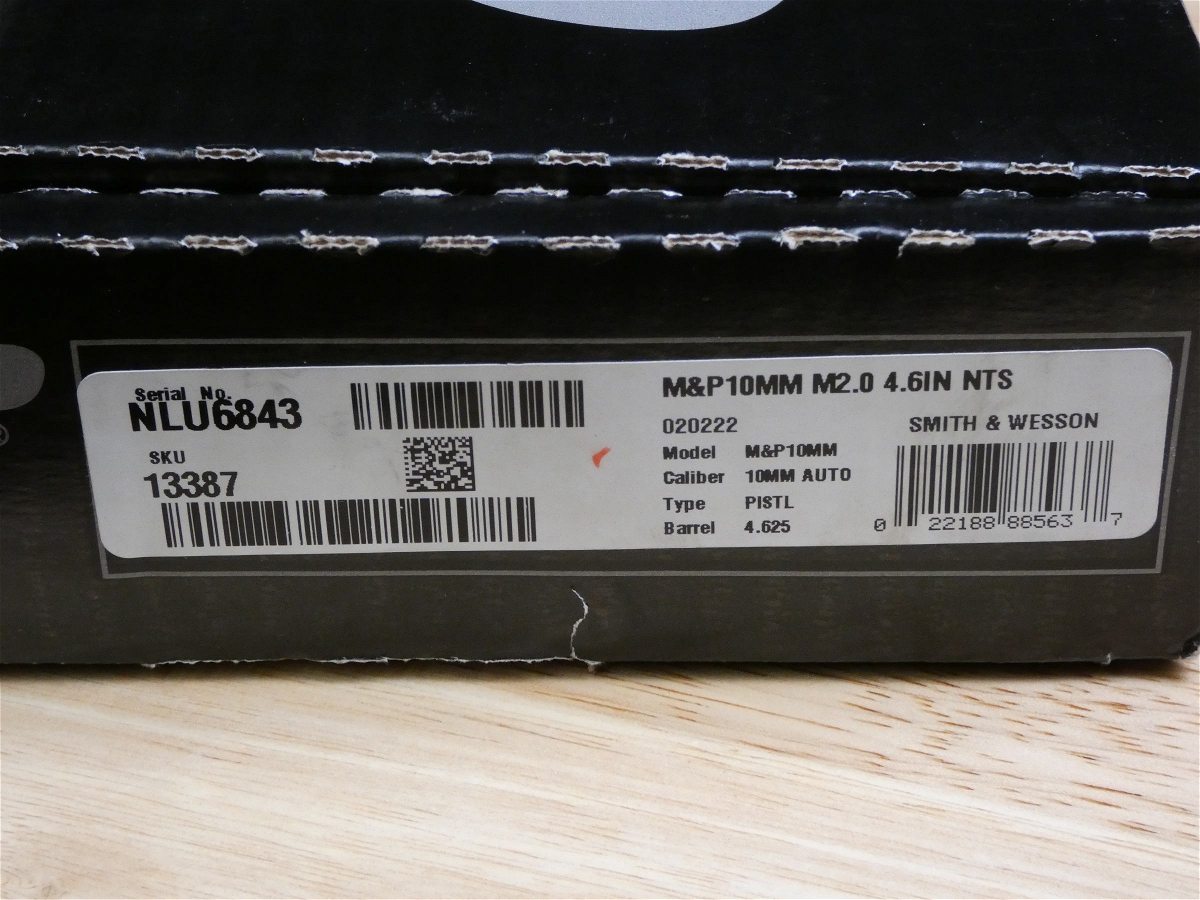 Serial No.
NLU6843
SKU
13387
M&P10MM M2.0 4.6IN NTS
020222
SMITH & WESSON
Model M&P10MM
Caliber 10MM AUTO
Type PISTL
Barrel 4.625
0 22188 88563 7
®